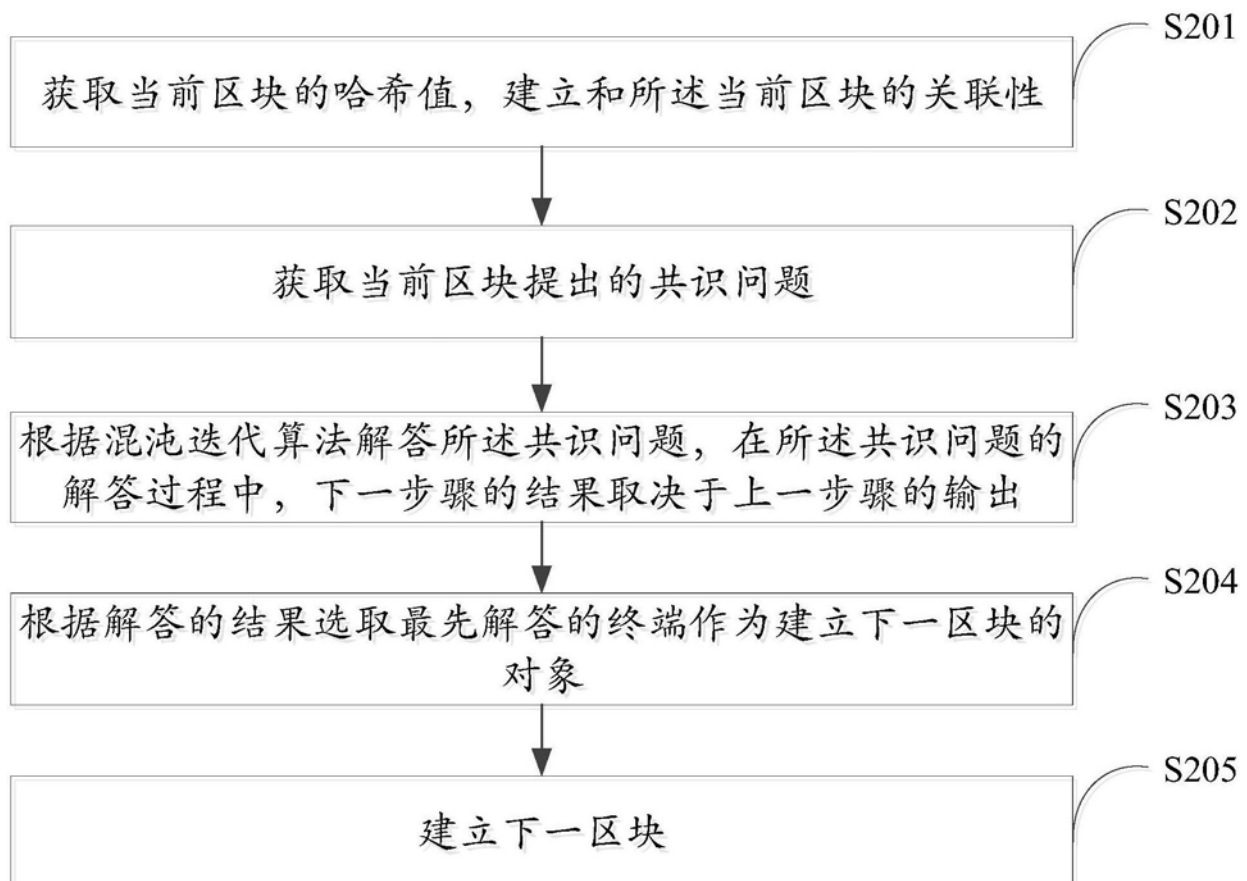 S201
获取当前区块的哈希值，建立和所述当前区块的关联性
S202
获取当前区块提出的共识问题
S203
根据混沌迭代算法解答所述共识问题，在所述共识问题的
解答过程中，下一步骤的结果取决于上一步骤的输出
S204
根据解答的结果选取最先解答的终端作为建立下一区块的
对象
S205
建立下一区块